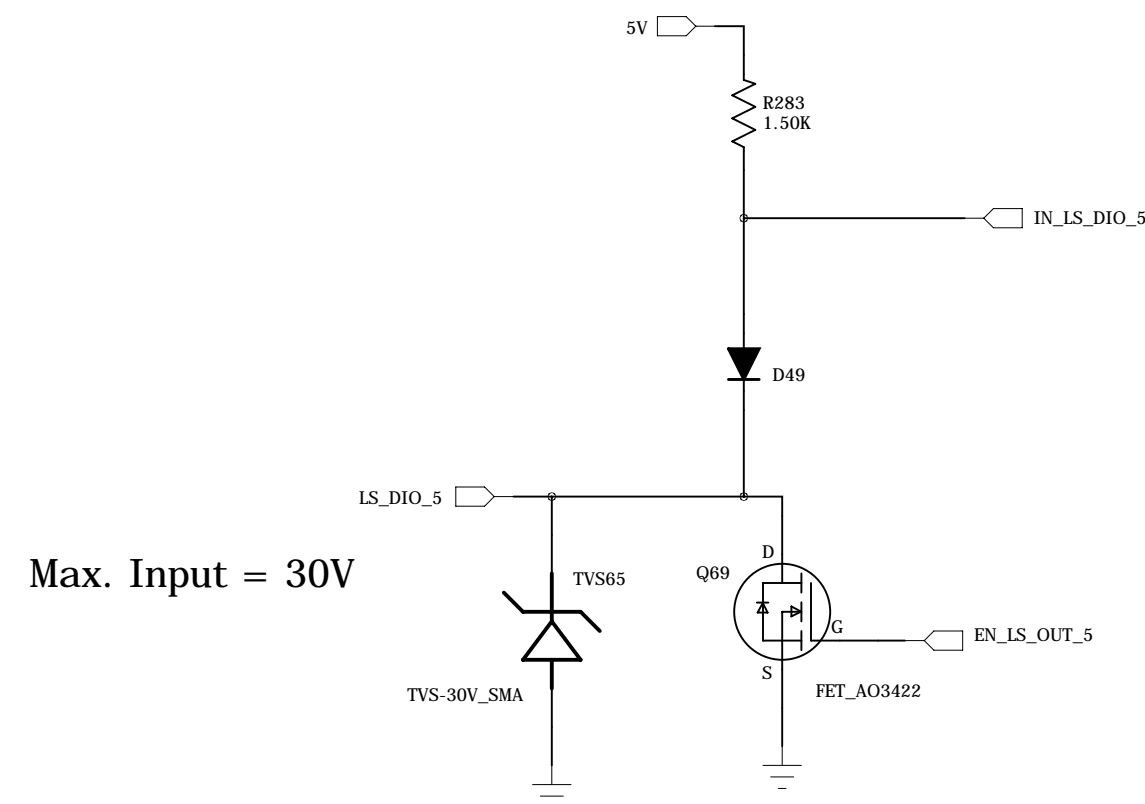 5V
R283
1.50K
IN_LS_DIO_5
D49
LS_DIO_5
Max. Input = 30V
D
Q69
TVS65
G
EN_LS_OUT_5
S
TVS-30V_SMA
FET_AO3422